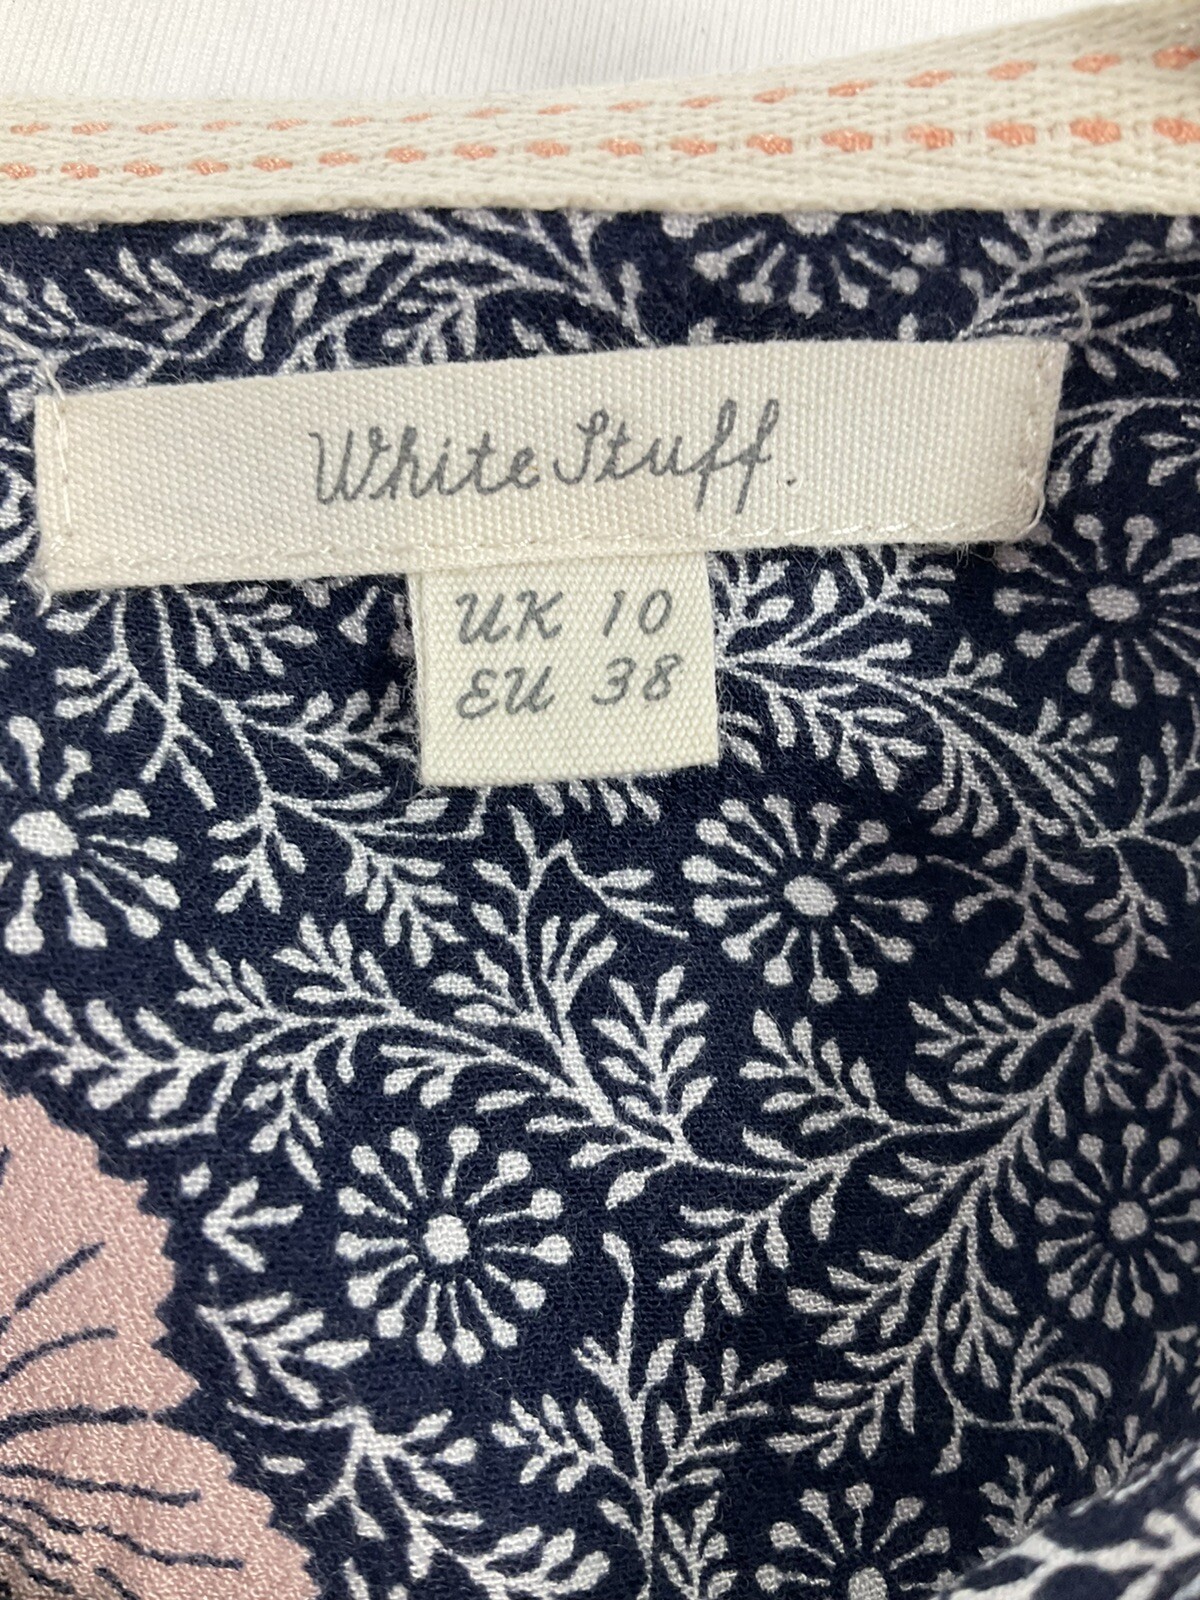 White Stuff.
UK 10
EU 38